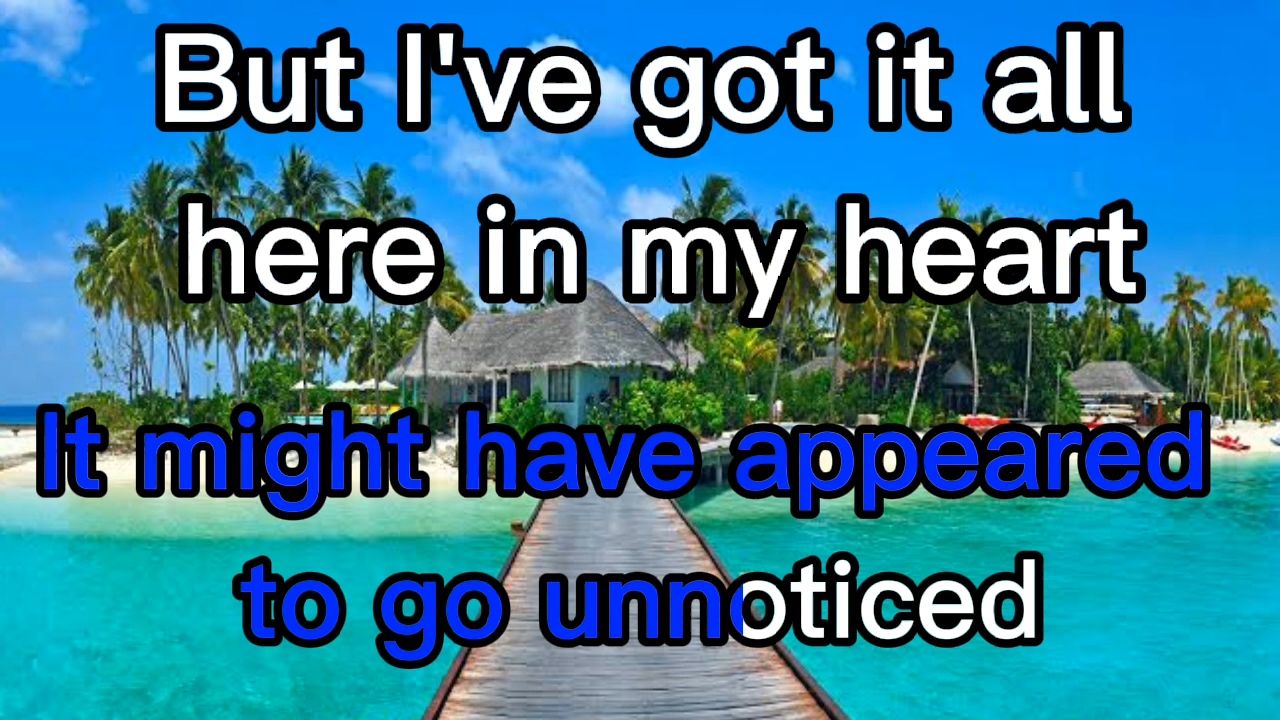 But I've got it all
here in my heart
It might have appeared
to go unnoticed